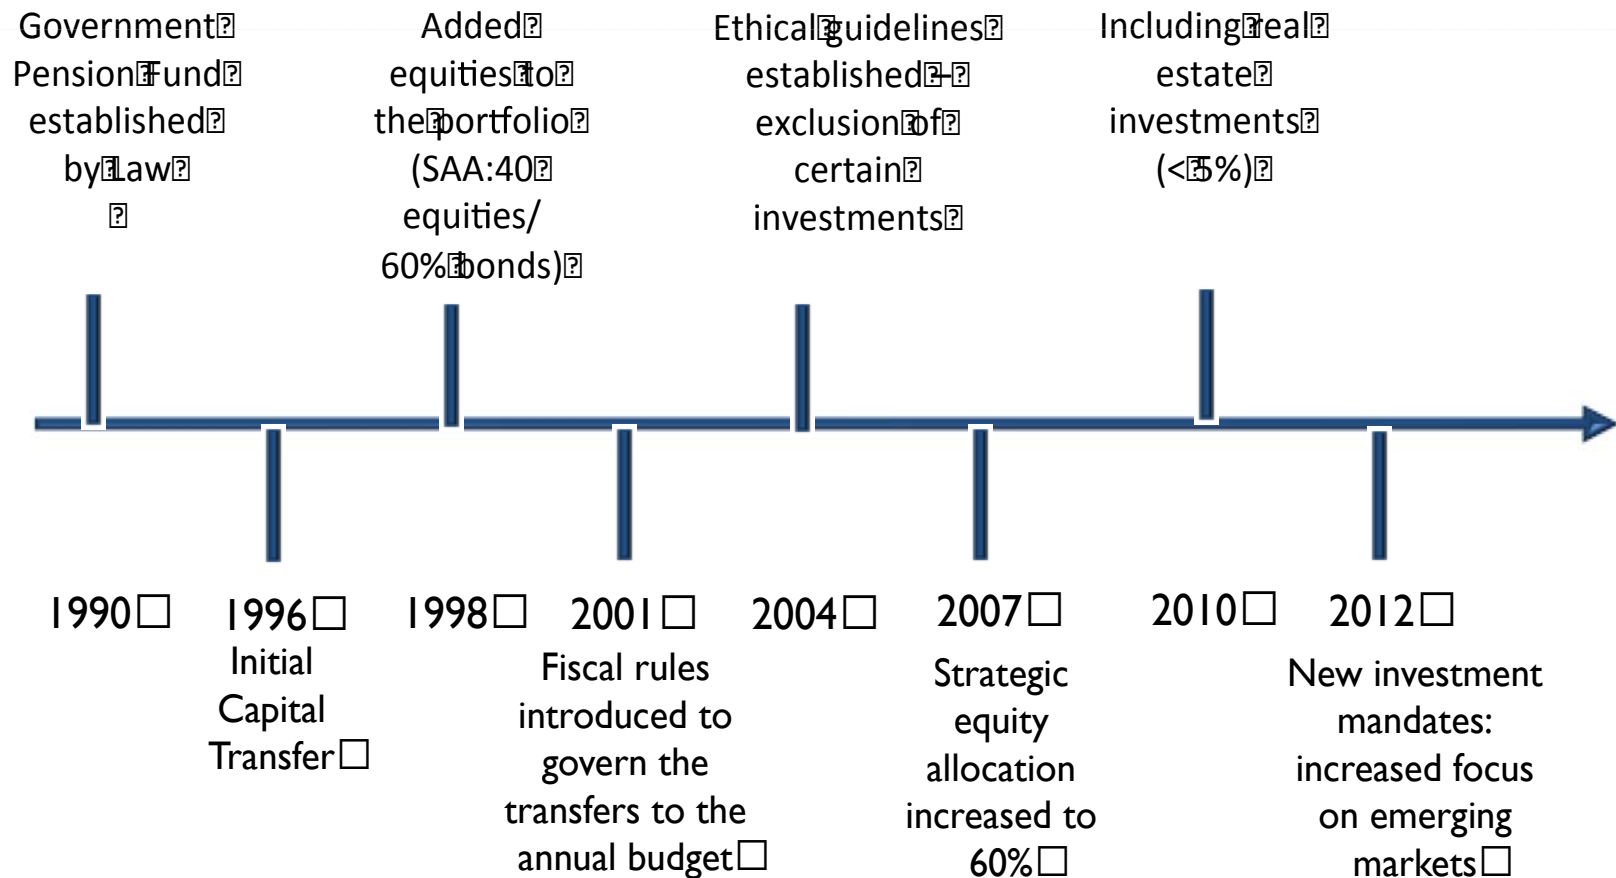 Government
Pension Fund
established
by Law
Added
equities to
the portfolio
(SAA:40
equities/
60% bonds)
Ethical guidelines
established –
exclusion of
certain
investments
Including real
estate
investments
(< 5%)
1990
1996
Initial
Capital
Transfer
1998
2001
Fiscal rules
introduced to
govern the
transfers to the
annual budget
2004
2007
Strategic
equity
allocation
increased to
60%
2010
2012
New investment
mandates:
increased focus
on emerging
markets